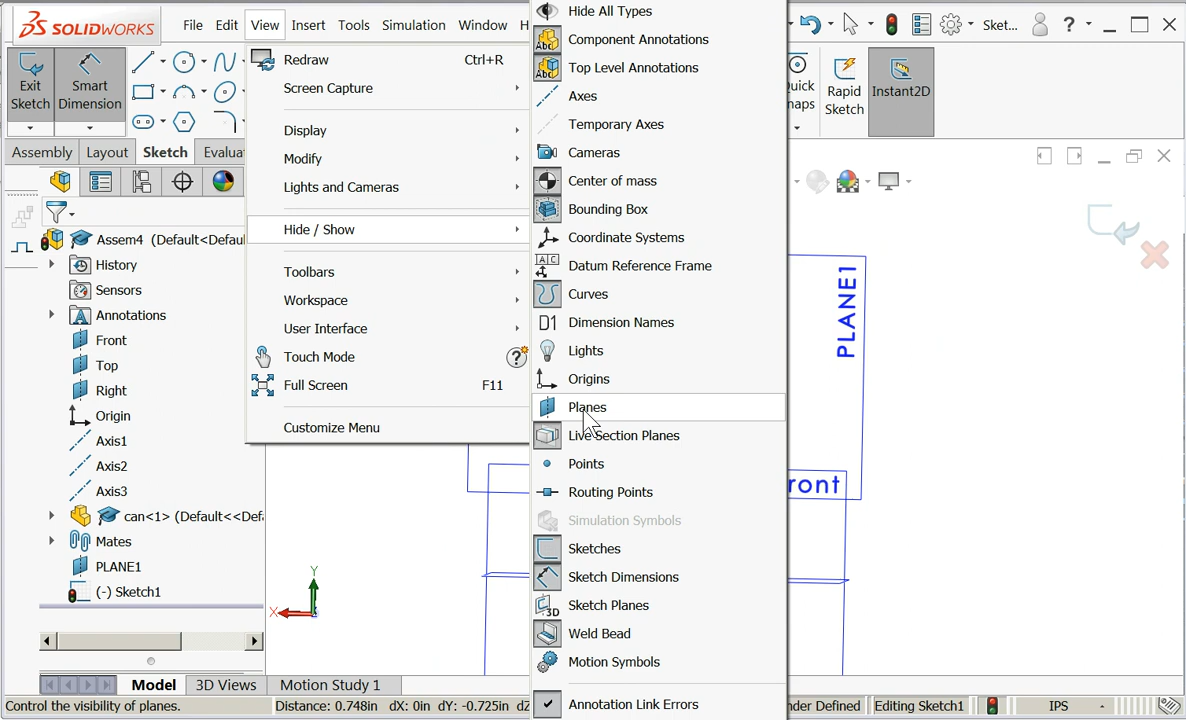 SOLIDWORKS
File Edit View Insert Tools Simulation Window H
Sket...
?
Exit Sketch
Smart Dimension
Rapid Sketch
Instant2D
Assembly Layout Sketch
Assem4 (Default<Defau
History
Sensors
Annotations
Front
Top
Right
Origin
Axis1
Axis2
Axis3
can<1> (Default<<Def
Mates
PLANE1
(-) Sketch1
Redraw Ctrl+R
Screen Capture
Display
Modify
Lights and Cameras
Hide / Show
Toolbars
Workspace
User Interface
Touch Mode
Full Screen F11
Customize Menu
Hide All Types
Component Annotations
Top Level Annotations
Axes
Temporary Axes
Cameras
Center of mass
Bounding Box
Coordinate Systems
Datum Reference Frame
Curves
Dimension Names
Lights
Origins
Planes
Live Section Planes
Points
Routing Points
Simulation Symbols
Sketches
Sketch Dimensions
Sketch Planes
Weld Bead
Motion Symbols
Annotation Link Errors
PLANE1
ront
Y
X
Model 3D Views Motion Study 1
Control the visibility of planes.
Distance: 0.748in dX: 0in dY: -0.725in dZ
nder Defined
Editing Sketch1
IPS